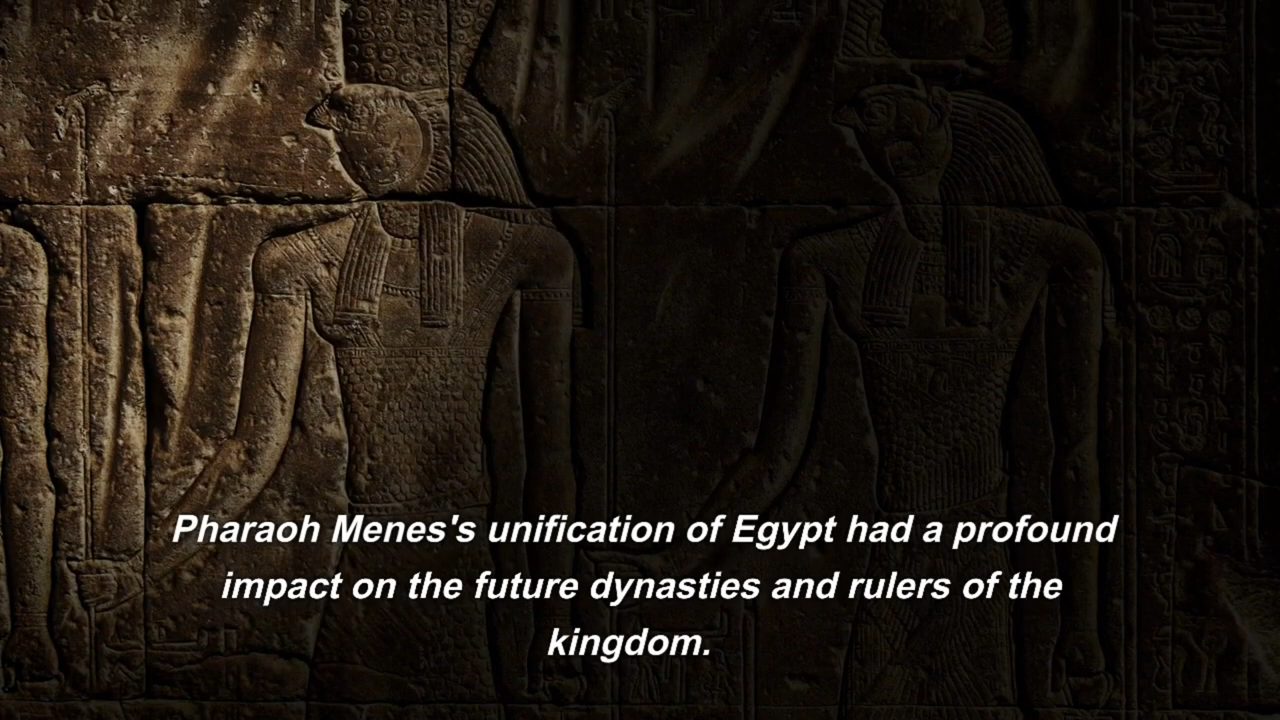 Pharaoh Menes's unification of Egypt had a profound
impact on the future dynasties and rulers of the
kingdom.